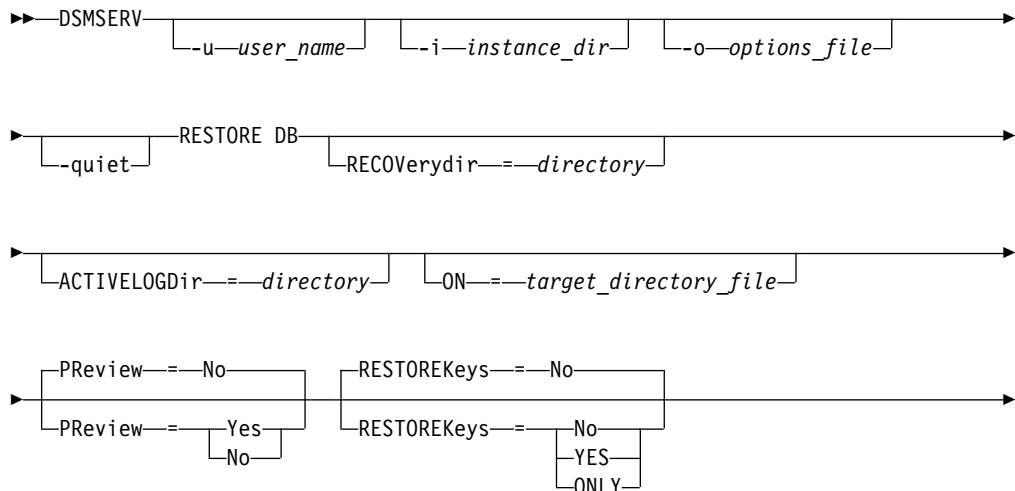 DSMSERV
-u user_name -i instance_dir -o options_file
RESTORE DB
-quiet RECOVerydir = directory
ACTIVELOGDir = directory ON = target_directory_file
PReview = No RESTOREKeys = No
PReview = Yes RESTOREKeys = No
No YES
ONLY